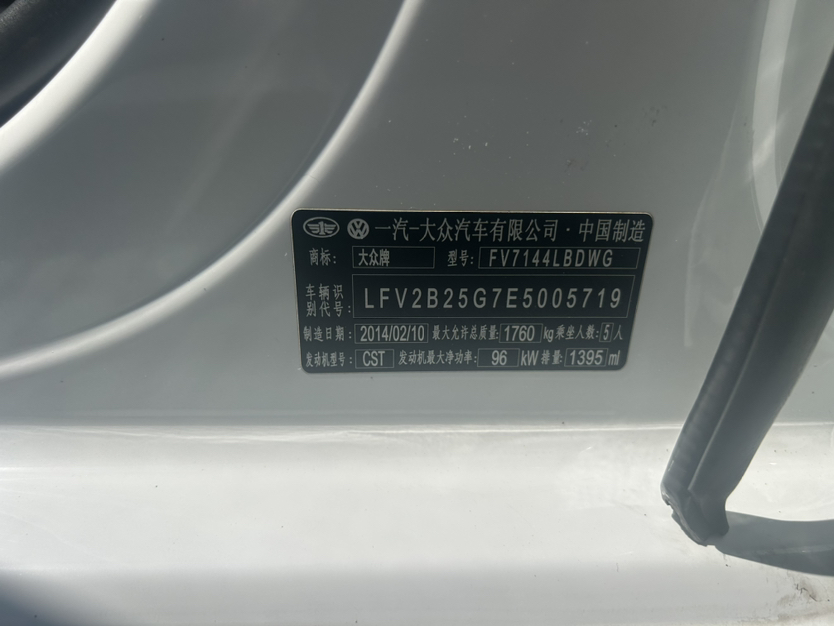 一汽-大众汽车有限公司·中国制造
商标: 大众牌 型号: FV7144LBDWG
车辆识别代号: LFV2B25G7E5005719
制造日期: 2014/02/10 最大允许总质量: 1760 kg 乘坐人数: 5 人
发动机型号: CST 发动机最大净功率: 96 kW 排量: 1395 ml